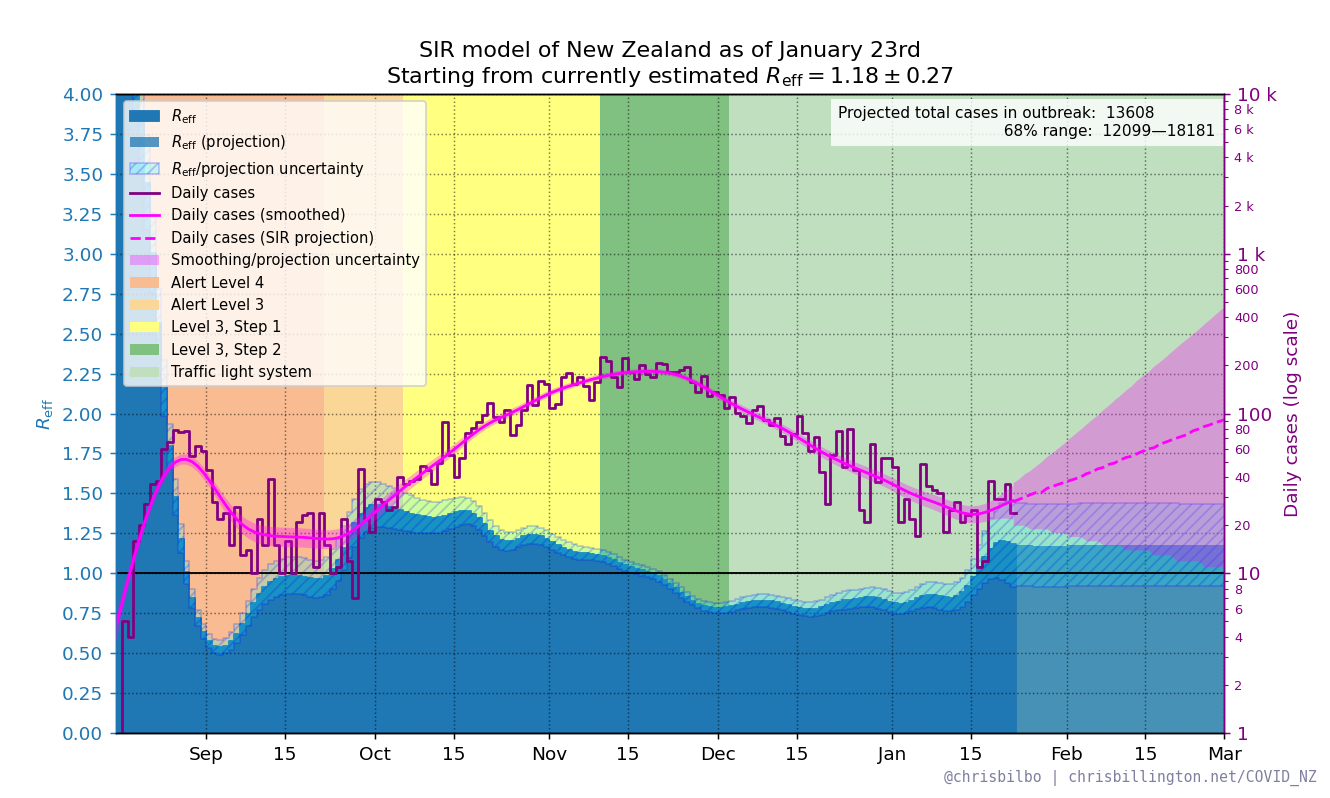 SIR model of New Zealand as of January 23rd
Starting from currently estimated R_eff = 1.18 ± 0.27
Projected total cases in outbreak: 13608
68% range: 12099—18181
R_eff
R_eff (projection)
R_eff/projection uncertainty
Daily cases
Daily cases (smoothed)
Daily cases (SIR projection)
Smoothing/projection uncertainty
Alert Level 4
Alert Level 3
Level 3, Step 1
Level 3, Step 2
Traffic light system
R_eff
4.00
3.75
3.50
3.25
3.00
2.75
2.50
2.25
2.00
1.75
1.50
1.25
1.00
0.75
0.50
0.25
0.00
10 k
8 k
6 k
4 k
2 k
1 k
800
600
400
200
100
80
60
40
20
10
8
6
4
2
1
Daily cases (log scale)
Sep 15 Oct 15 Nov 15 Dec 15 Jan 15 Feb 15 Mar
@chrisbilbo | chrisbillington.net/COVID_NZ